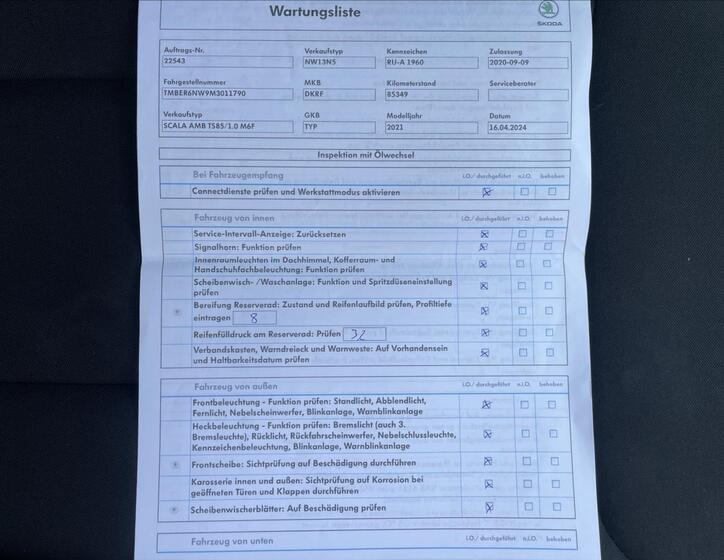 Wartungsliste
ŠKODA
Auftrags-Nr. Verkaufstyp Kennzeichen Zulassung
22543 NW13N5 RU-A 1960 2020-09-09
Fahrgestellnummer MKB Kilometerstand Serviceberater
TMBER6NW9M3011790 DKRF 85349
Verkaufstyp GKB Modelljahr Datum
SCALA AMB TS85/1.0 M6F TYP 2021 16.04.2024
Inspektion mit Ölwechsel
Bei Fahrzeugempfang i.O./ durchgeführt n.i.O. behoben
Connectdienste prüfen und Werkstattmodus aktivieren
Fahrzeug von innen i.O./ durchgeführt n.i.O. behoben
Service-Intervall-Anzeige: Zurücksetzen
Signalhorn: Funktion prüfen
Innenraumleuchten im Dachhimmel, Kofferraum- und
Handschuhfachbeleuchtung: Funktion prüfen
Scheibenwisch- /Waschanlage: Funktion und Spritzdüseneinstellung
prüfen
Bereifung Reserverad: Zustand und Reifenlaufbild prüfen, Profiltiefe
eintragen 8
Reifenfülldruck am Reserverad: Prüfen 32
Verbandskasten, Warndreieck und Warnweste: Auf Vorhandensein
und Haltbarkeitsdatum prüfen
Fahrzeug von außen i.O./ durchgeführt n.i.O. behoben
Frontbeleuchtung - Funktion prüfen: Standlicht, Abblendlicht,
Fernlicht, Nebelscheinwerfer, Blinkanlage, Warnblinkanlage
Heckbeleuchtung - Funktion prüfen: Bremslicht (auch 3.
Bremsleuchte), Rücklicht, Rückfahrscheinwerfer, Nebelschlussleuchte,
Kennzeichenbeleuchtung, Blinkanlage, Warnblinkanlage
Frontscheibe: Sichtprüfung auf Beschädigung durchführen
Karosserie innen und außen: Sichtprüfung auf Korrosion bei
geöffneten Türen und Klappen durchführen
Scheibenwischerblätter: Auf Beschädigung prüfen
Fahrzeug von unten i.O./ durchgeführt n.i.O. behoben